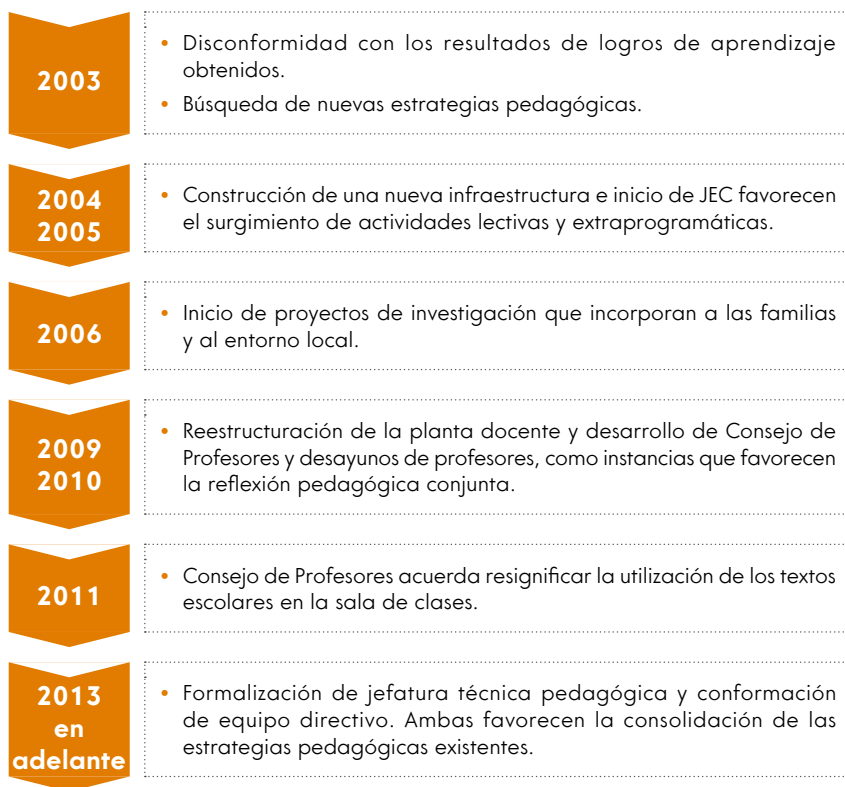 2003
• Disconformidad con los resultados de logros de aprendizaje
obtenidos.
• Búsqueda de nuevas estrategias pedagógicas.
2004
2005
• Construcción de una nueva infraestructura e inicio de JEC favorecen
el surgimiento de actividades lectivas y extraprogramáticas.
2006
• Inicio de proyectos de investigación que incorporan a las familias
y al entorno local.
2009
2010
• Reestructuración de la planta docente y desarrollo de Consejo de
Profesores y desayunos de profesores, como instancias que favorecen
la reflexión pedagógica conjunta.
2011
• Consejo de Profesores acuerda resignificar la utilización de los textos
escolares en la sala de clases.
2013
en
adelante
• Formalización de jefatura técnica pedagógica y conformación
de equipo directivo. Ambas favorecen la consolidación de las
estrategias pedagógicas existentes.